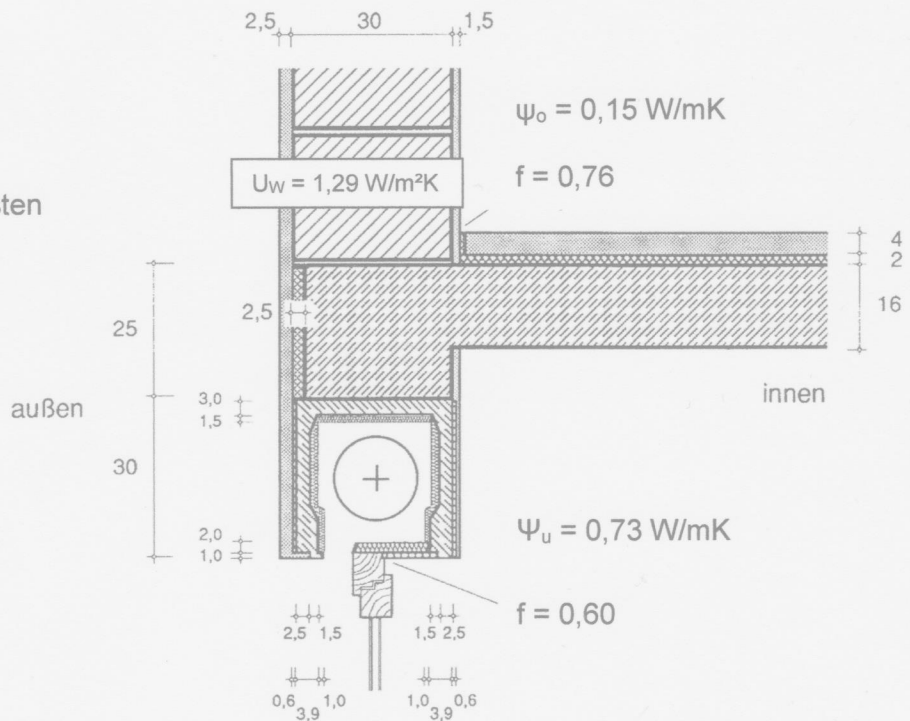 2,5 30 1,5
ψo = 0,15 W/mK
Uw = 1,29 W/m²K
f = 0,76
4
2
2,5
16
25
außen
innen
3,0
1,5
30
2,0
1,0
Ψu = 0,73 W/mK
f = 0,60
2,5 1,5 1,5 2,5
0,6 1,0 1,0 0,6
3,9 3,9